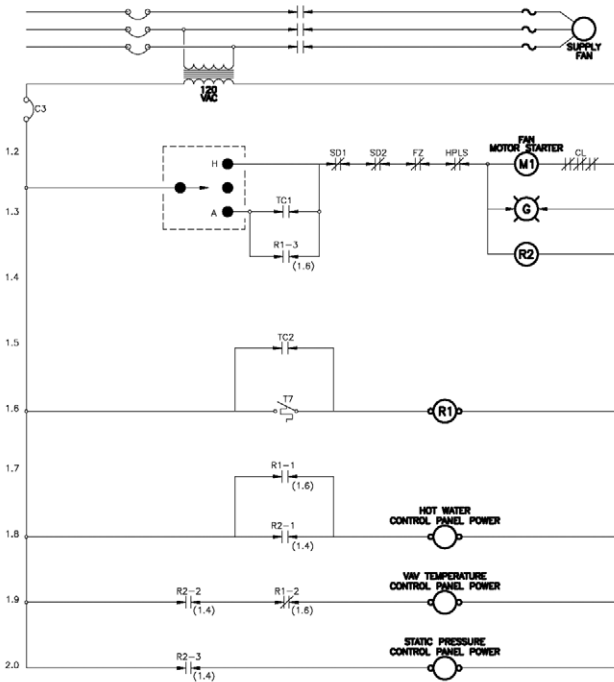 SUPPLY
FAN
120
VAC
C3
1.2
H
SD1 SD2 FZ HPLS
FAN
MOTOR STARTER
M1
CL
1.3
A
TC1
G
R1-3
(1.6)
R2
1.4
1.5
TC2
1.6
T7
R1
1.7
R1-1
(1.6)
1.8
R2-1
(1.4)
HOT WATER
CONTROL PANEL POWER
1.9
R2-2
(1.4)
R1-2
(1.6)
VAV TEMPERATURE
CONTROL PANEL POWER
2.0
R2-3
(1.4)
STATIC PRESSURE
CONTROL PANEL POWER